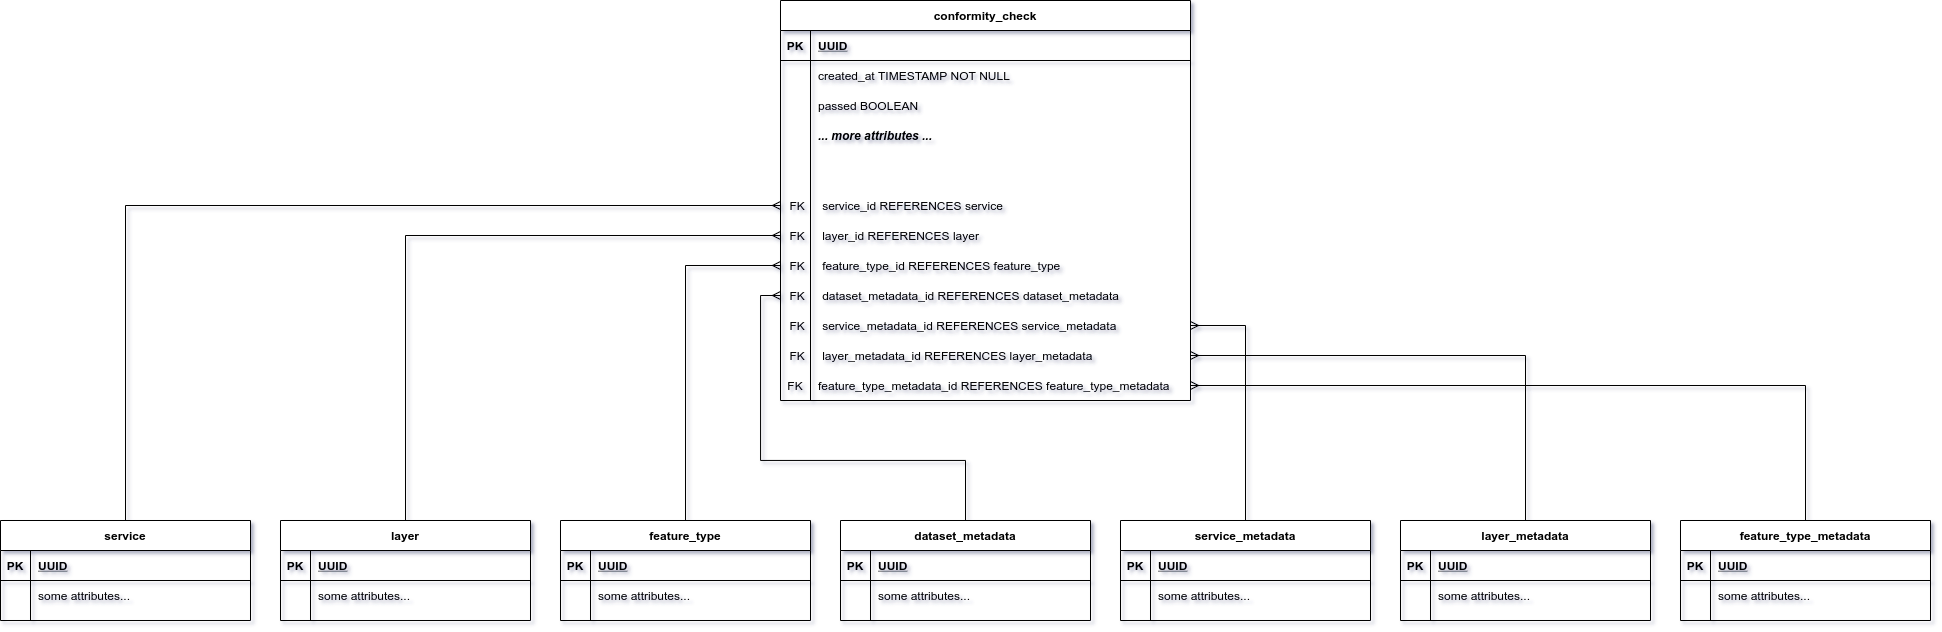 conformity_check
PK UUID
created_at TIMESTAMP NOT NULL
passed BOOLEAN
... more attributes ...
FK service_id REFERENCES service
FK layer_id REFERENCES layer
FK feature_type_id REFERENCES feature_type
FK dataset_metadata_id REFERENCES dataset_metadata
FK service_metadata_id REFERENCES service_metadata
FK layer_metadata_id REFERENCES layer_metadata
FK feature_type_metadata_id REFERENCES feature_type_metadata
service
PK UUID
some attributes...
layer
PK UUID
some attributes...
feature_type
PK UUID
some attributes...
dataset_metadata
PK UUID
some attributes...
service_metadata
PK UUID
some attributes...
layer_metadata
PK UUID
some attributes...
feature_type_metadata
PK UUID
some attributes...